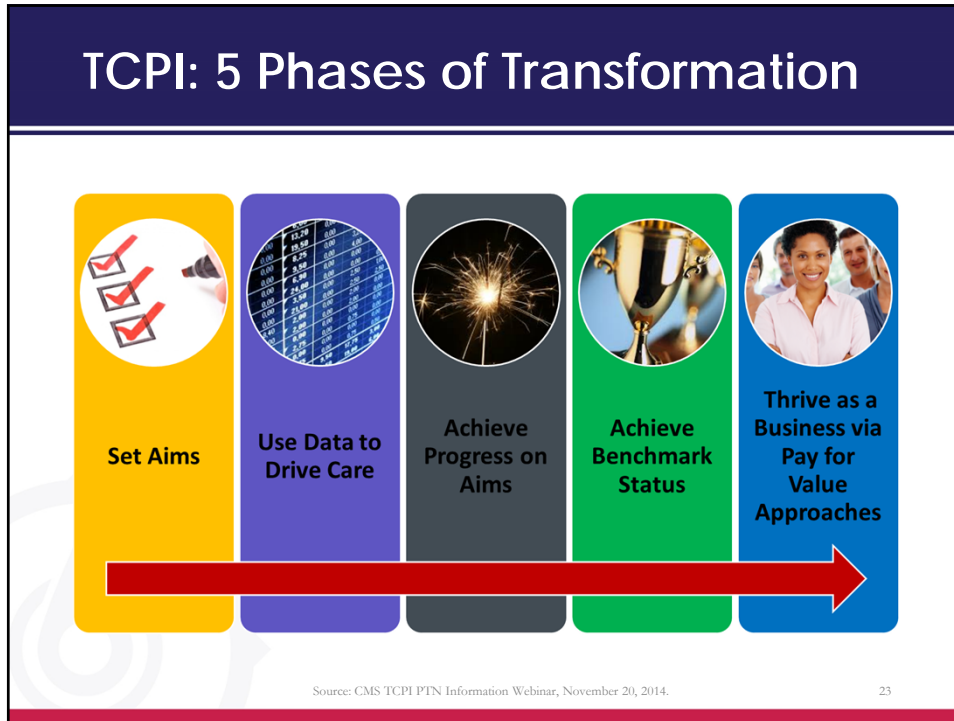 TCPI: 5 Phases of Transformation
Set Aims
Use Data to
Drive Care
Achieve
Progress on
Aims
Achieve
Benchmark
Status
Thrive as a
Business via
Pay for
Value
Approaches
Source: CMS TCPI PTN Information Webinar, November 20, 2014.
23